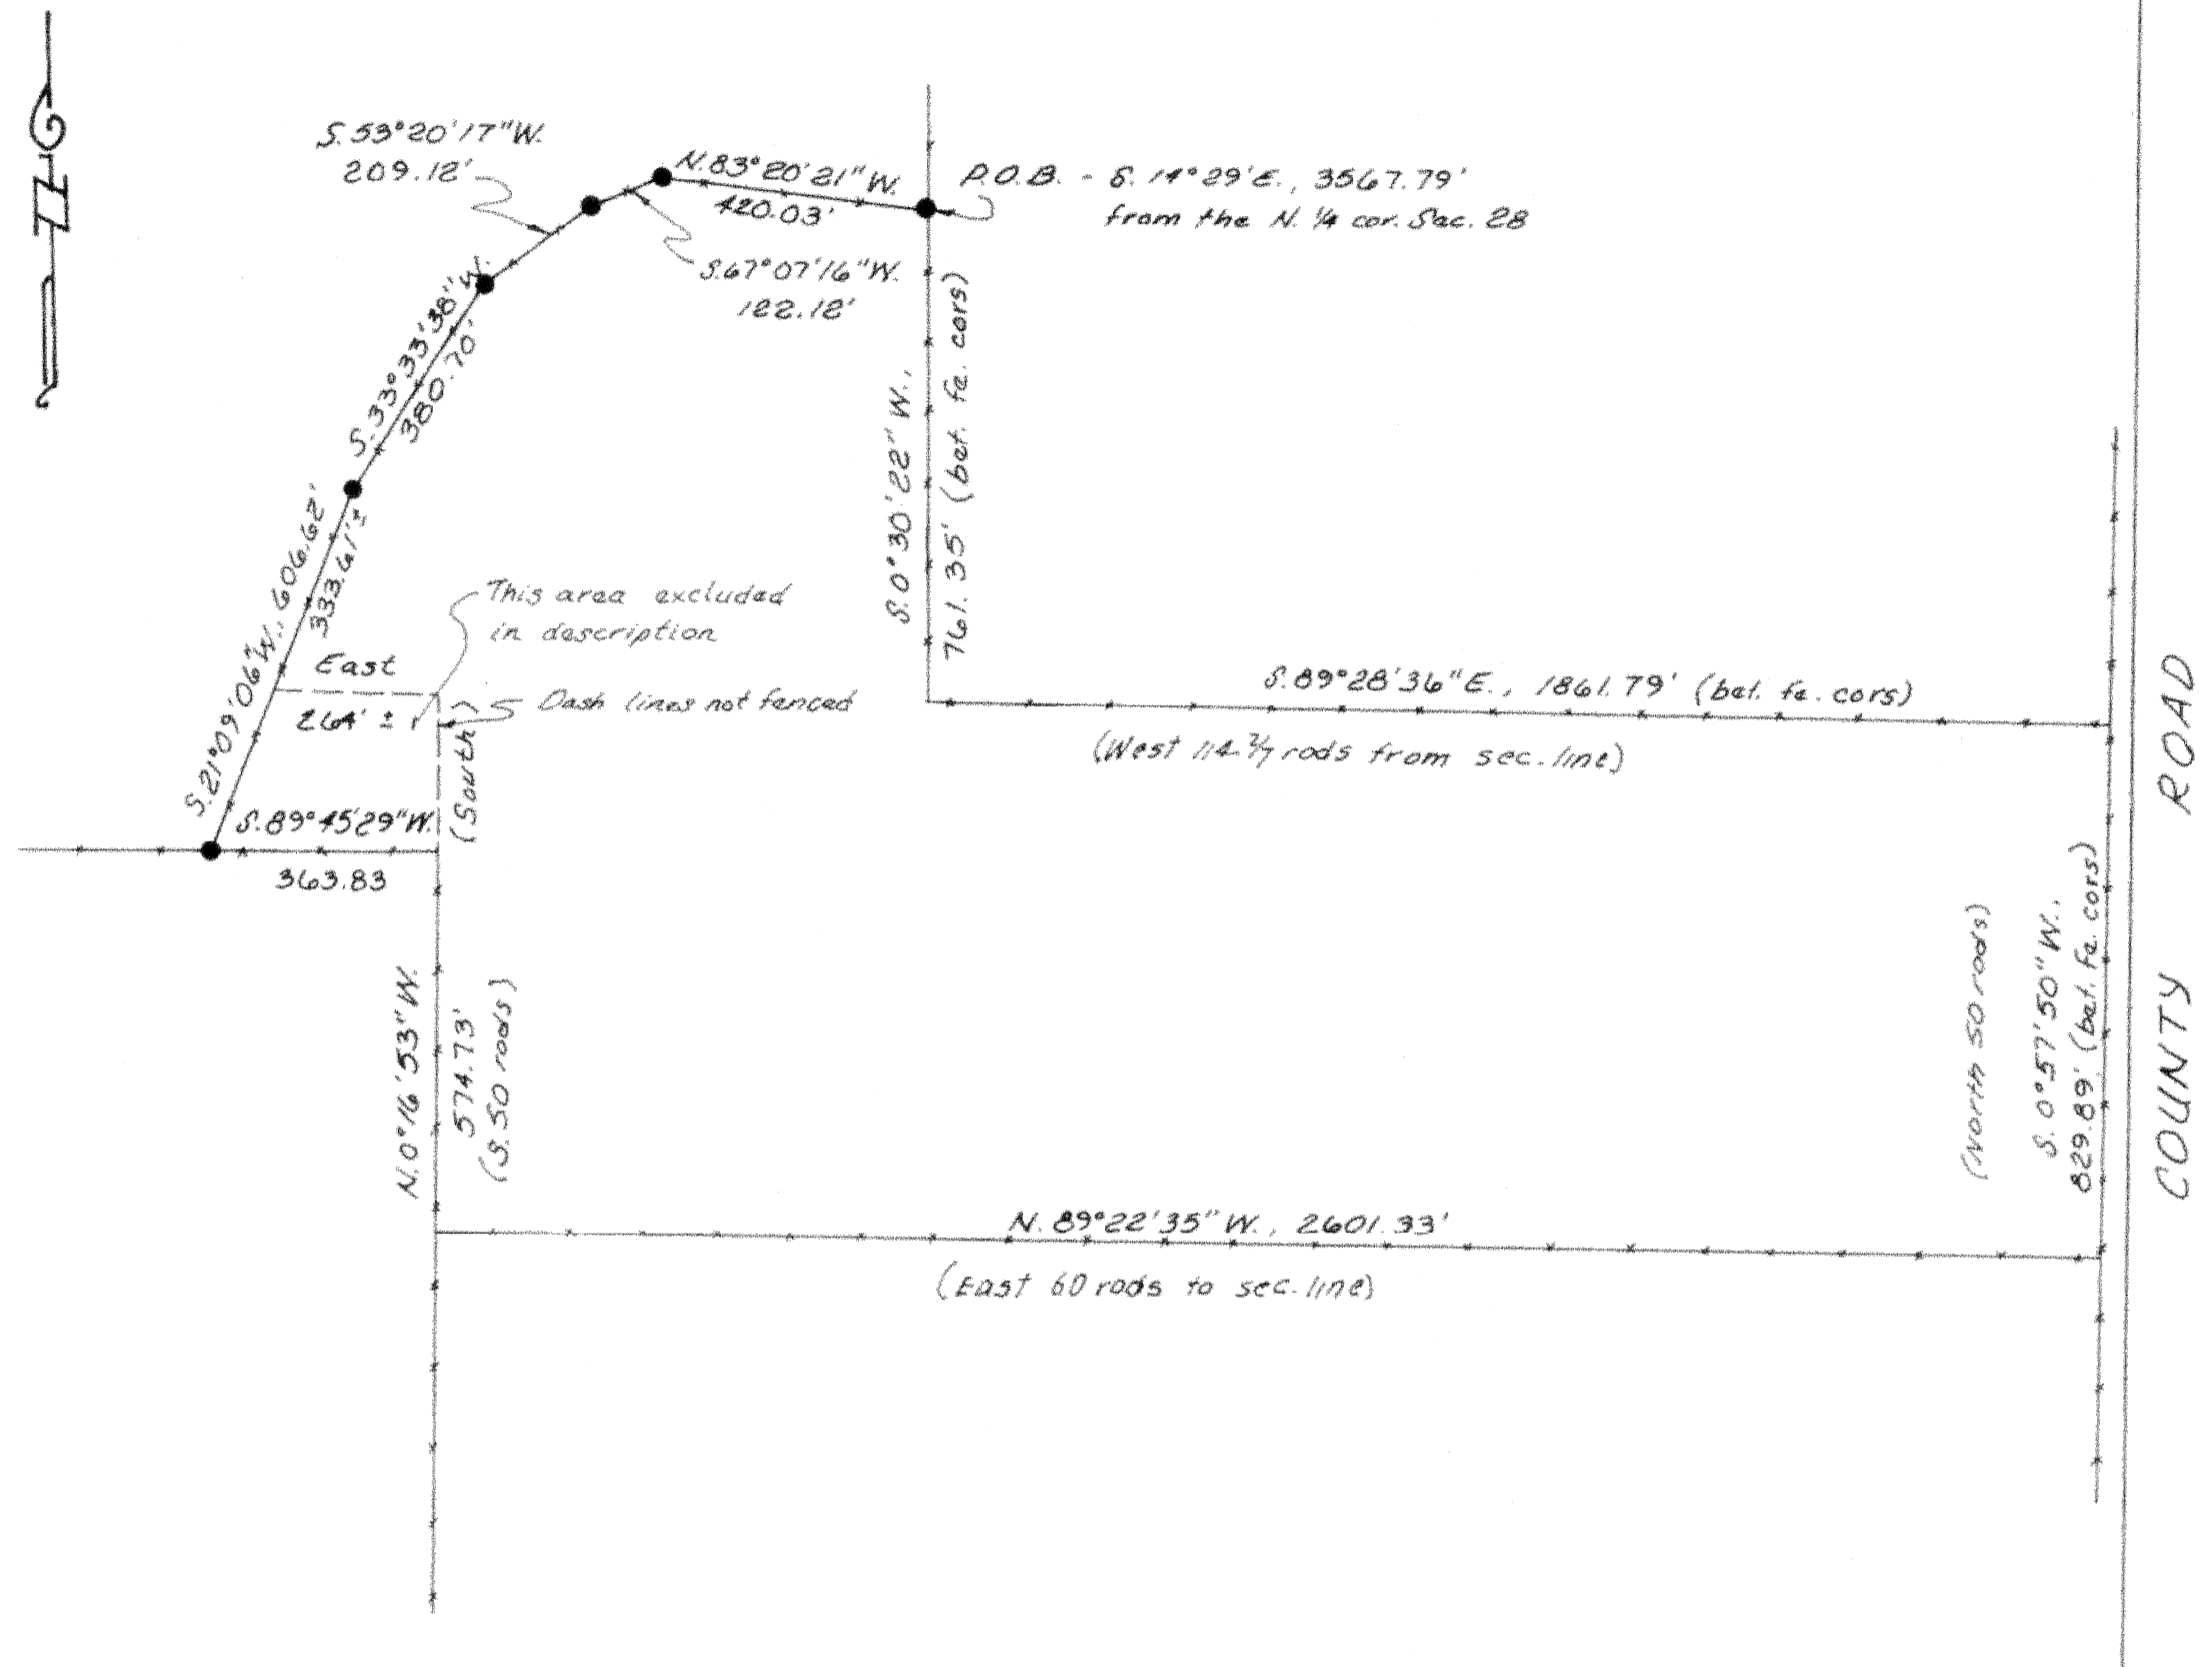 S. 53°20'17"W.
209.12'
N. 83°20'21"W.
420.03'
P.O.B. - S. 14°29'E., 3567.79'
from the N. 1/4 cor. Sec. 28
S. 67°07'16"W.
122.12'
S. 33°33'38"W.
380.70'
S. 0°30'22"W.,
761.35' (bet. fe. cors)
S. 21°09'06"W., 606.62'
333.61'±
This area excluded
in description
East
264' ±
Dash lines not fenced
(South)
S. 89°45'29"W.
363.83
S. 89°28'36"E., 1861.79' (bet. fe. cors)
(West 114 2/7 rods from sec. line)
N. 0°16'53"W.
574.73'
(S. 50 rods)
(North 50 rods)
S. 0°57'50"W.,
829.89' (bet. fe. cors)
COUNTY ROAD
N. 89°22'35"W., 2601.33'
(East 60 rods to sec. line)